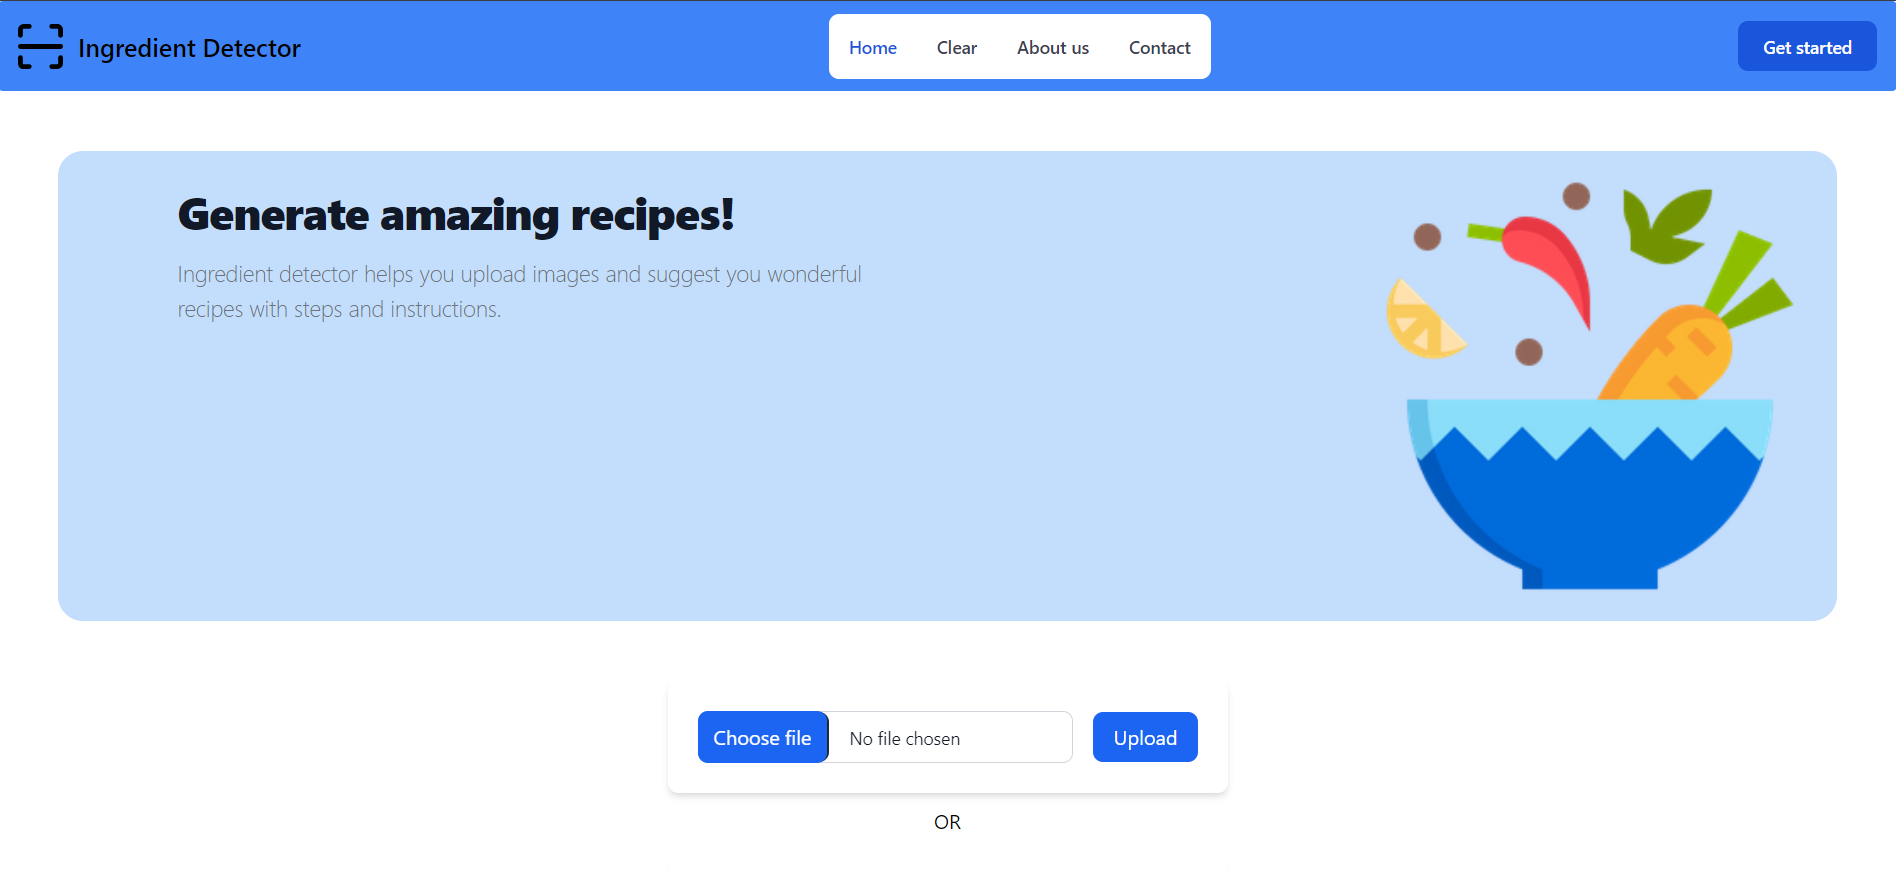 Ingredient Detector
Home
Clear
About us
Contact
Get started
Generate amazing recipes!
Ingredient detector helps you upload images and suggest you wonderful
recipes with steps and instructions.
Choose file
No file chosen
Upload
OR